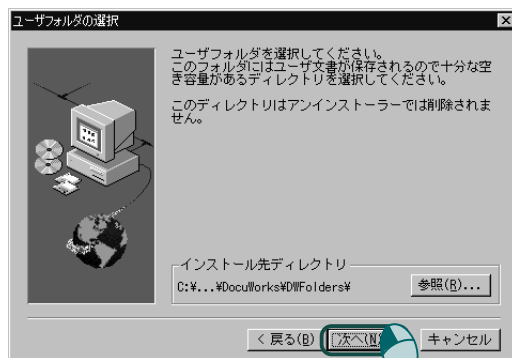 ユーザフォルダの選択
ユーザフォルダを選択してください。
このフォルダにはユーザ文書が保存されるので十分な空
き容量があるディレクトリを選択してください。
このディレクトリはアンインストーラーでは削除されま
せん。
インストール先ディレクトリ
C:¥...¥DocuWorks¥DWFolders¥
参照(R)...
< 戻る(B)
次へ(N)
キャンセル